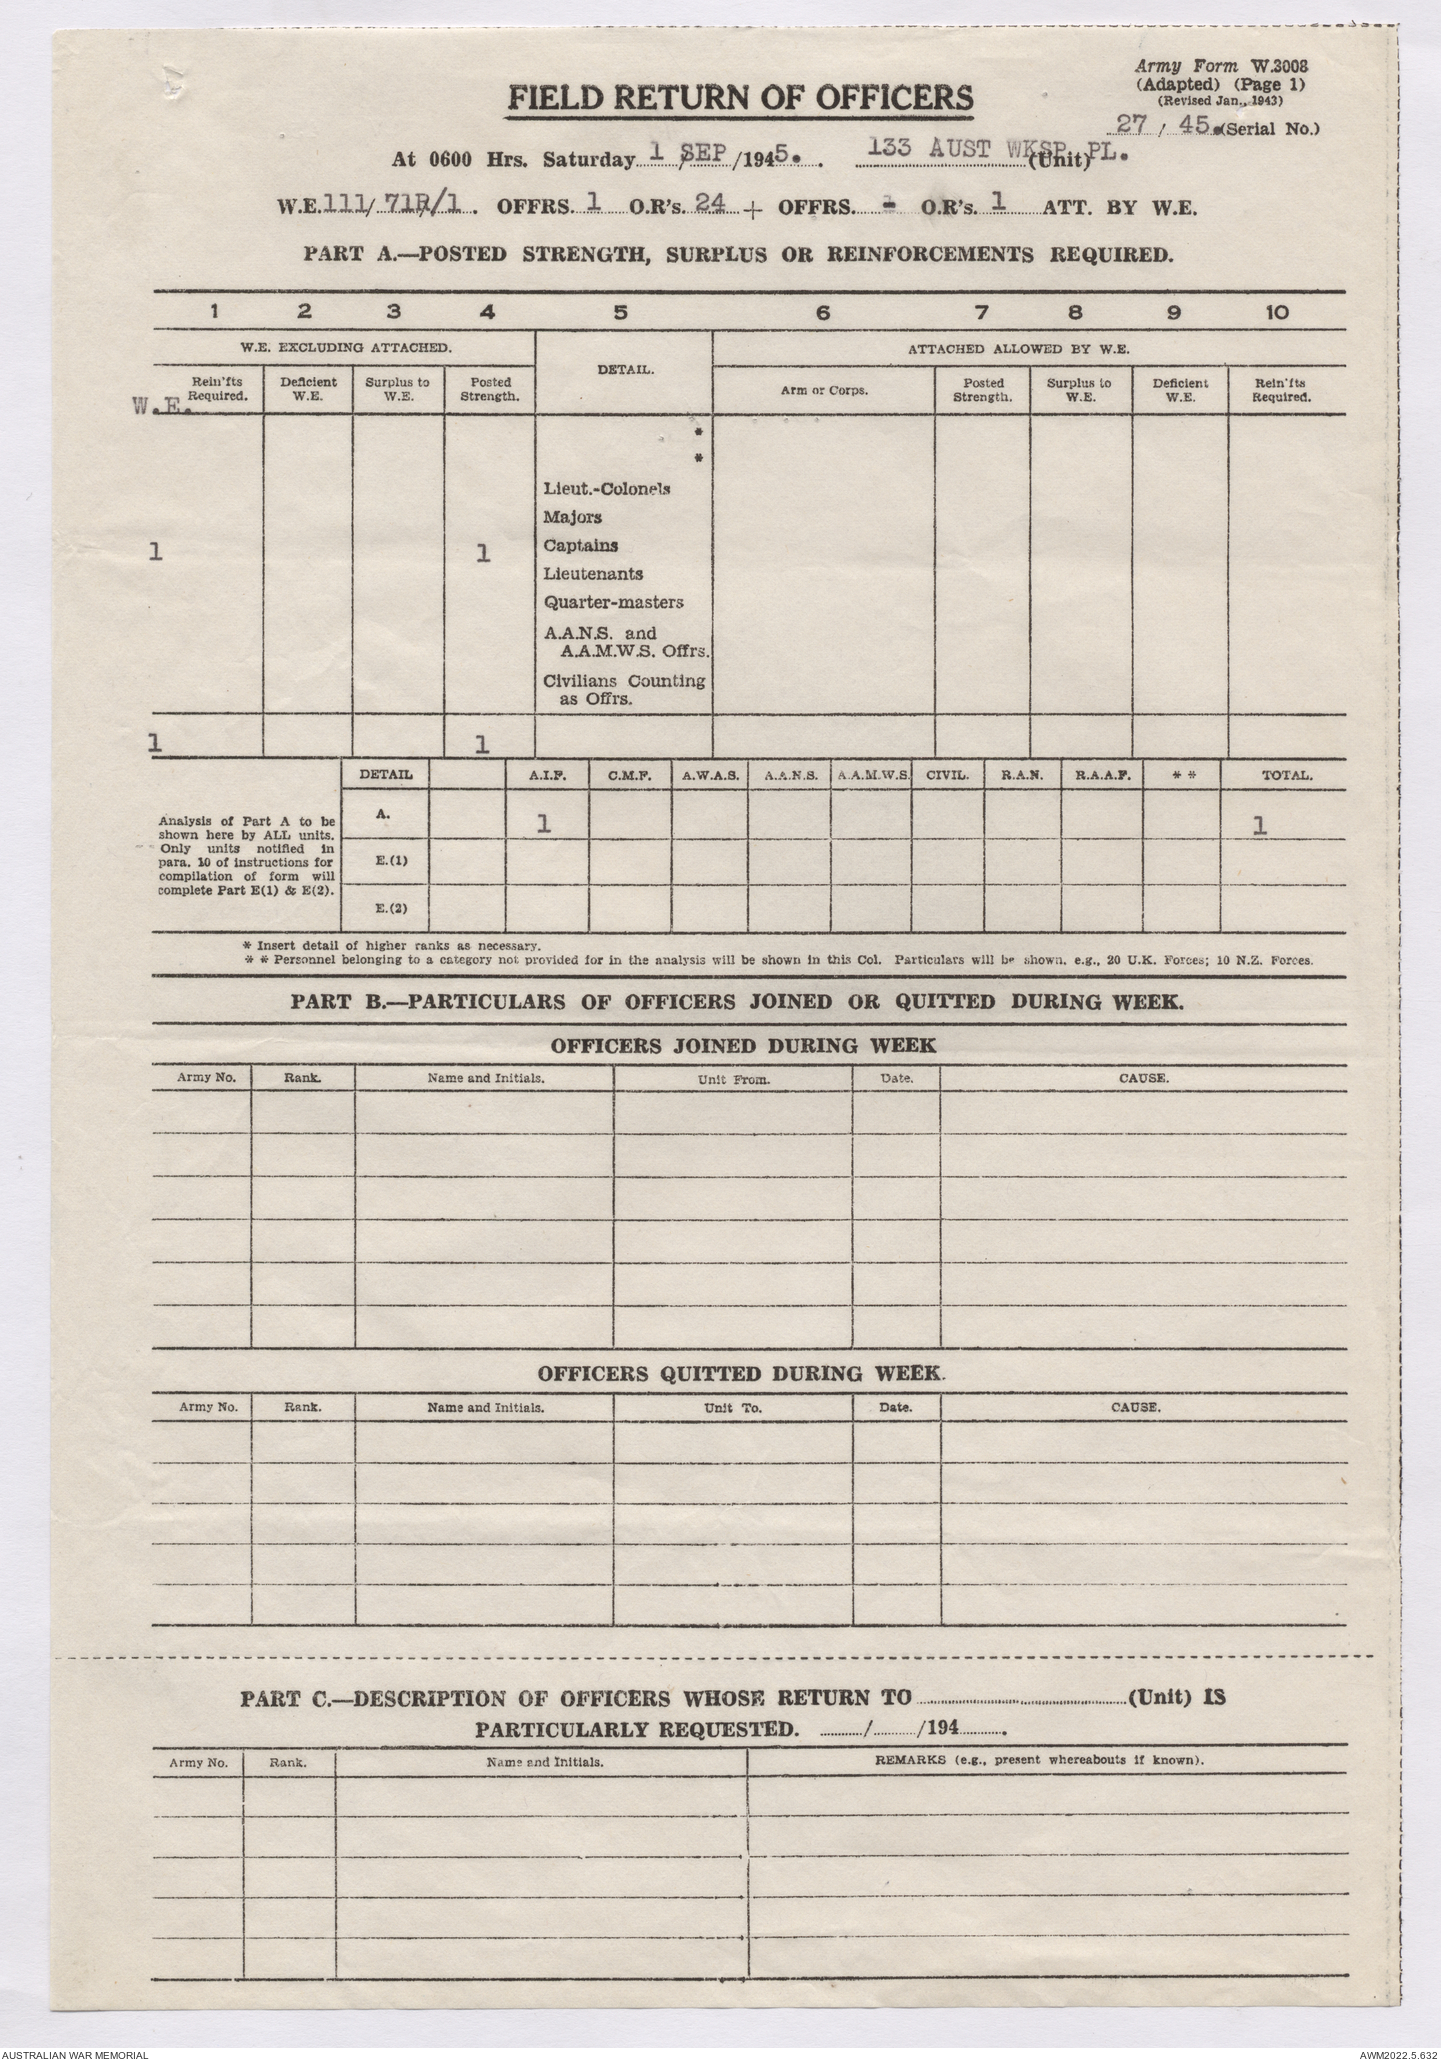 Army Form W.3008
(Adapted) (Page 1)
(Revised Jan., 1943)
27 / 45. (Serial No.)
FIELD RETURN OF OFFICERS
At 0600 Hrs. Saturday 1 SEP /1945. 133 AUST WKSP PL. (Unit)
W.E. 111/ 71R/1 . OFFRS. 1 O.R's. 24 + OFFRS. - O.R's. 1 ATT. BY W.E.
PART A.—POSTED STRENGTH, SURPLUS OR REINFORCEMENTS REQUIRED.
1 2 3 4 5 6 7 8 9 10
W.E. EXCLUDING ATTACHED. DETAIL. ATTACHED ALLOWED BY W.E.
Rein'fts Required. Deficient W.E. Surplus to W.E. Posted Strength. Arm or Corps. Posted Strength. Surplus to W.E. Deficient W.E. Rein'fts Required.
W.E.
*
*
Lieut.-Colonels
Majors
1 1 Captains
Lieutenants
Quarter-masters
A.A.N.S. and
A.A.M.W.S. Offrs.
Civilians Counting
as Offrs.
1 1
DETAIL A.I.F. C.M.F. A.W.A.S. A.A.N.S. A.A.M.W.S. CIVIL. R.A.N. R.A.A.F. * * TOTAL.
Analysis of Part A to be
shown here by ALL units.
Only units notified in
para. 10 of instructions for
compilation of form will
complete Part E(1) & E(2).
A. 1 1
E.(1)
E.(2)
* Insert detail of higher ranks as necessary.
* * Personnel belonging to a category not provided for in the analysis will be shown in this Col. Particulars will be shown, e.g., 20 U.K. Forces; 10 N.Z. Forces.
PART B.—PARTICULARS OF OFFICERS JOINED OR QUITTED DURING WEEK.
OFFICERS JOINED DURING WEEK
Army No. Rank. Name and Initials. Unit From. Date. CAUSE.
OFFICERS QUITTED DURING WEEK.
Army No. Rank. Name and Initials. Unit To. Date. CAUSE.
PART C.—DESCRIPTION OF OFFICERS WHOSE RETURN TO ........ (Unit) IS
PARTICULARLY REQUESTED. ......../......../194........
Army No. Rank. Name and Initials. REMARKS (e.g., present whereabouts if known).
AUSTRALIAN WAR MEMORIAL AWM2022.5.632